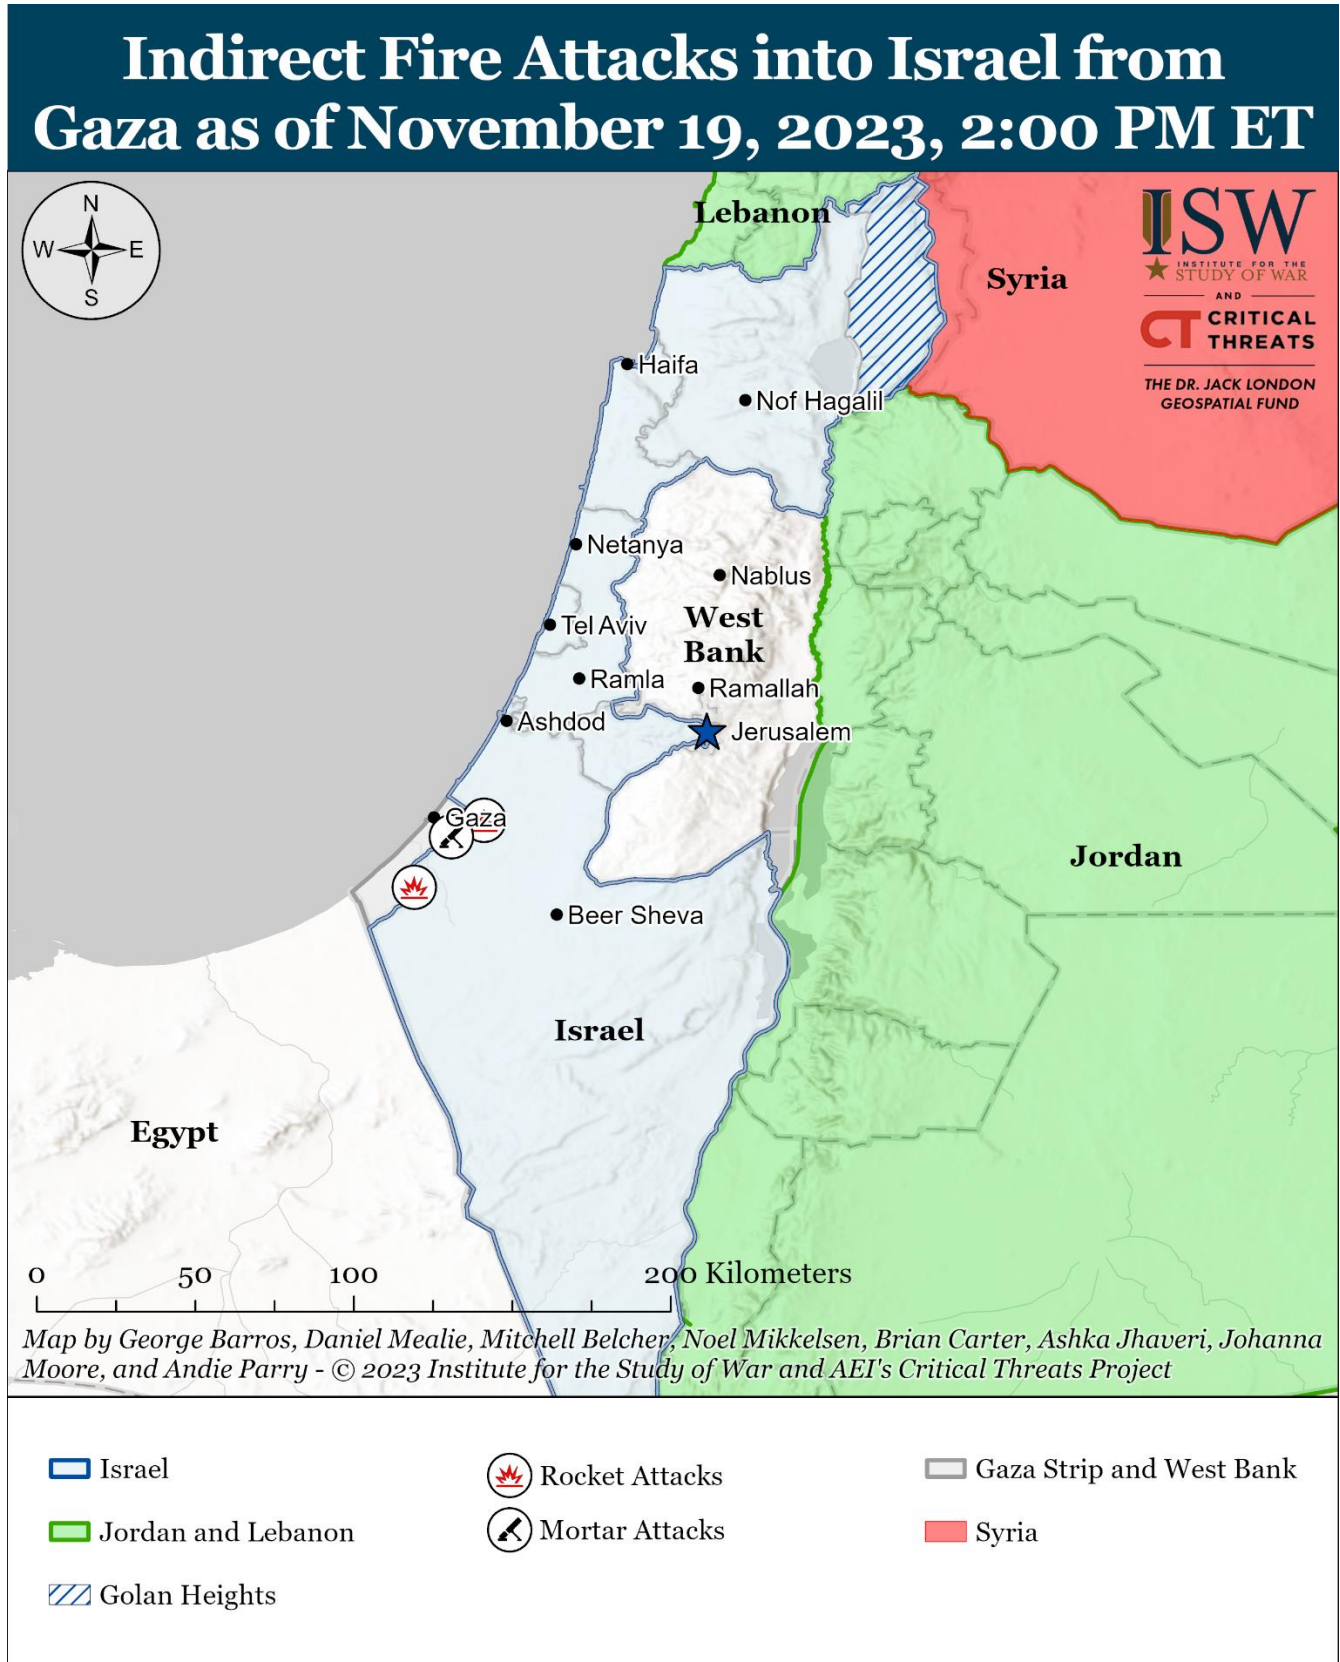 Indirect Fire Attacks into Israel from
Gaza as of November 19, 2023, 2:00 PM ET
N
W
E
S
Lebanon
Syria
ISW
INSTITUTE FOR THE
STUDY OF WAR
AND
CT CRITICAL
THREATS
THE DR. JACK LONDON
GEOSPATIAL FUND
Haifa
Nof Hagalil
Netanya
Nablus
West
Bank
Tel Aviv
Ramla
Ramallah
Ashdod
Jerusalem
Gaza
Jordan
Beer Sheva
Israel
Egypt
0 50 100 200 Kilometers
Map by George Barros, Daniel Mealie, Mitchell Belcher, Noel Mikkelsen, Brian Carter, Ashka Jhaveri, Johanna
Moore, and Andie Parry - © 2023 Institute for the Study of War and AEI's Critical Threats Project
Israel
Rocket Attacks
Gaza Strip and West Bank
Jordan and Lebanon
Mortar Attacks
Syria
Golan Heights